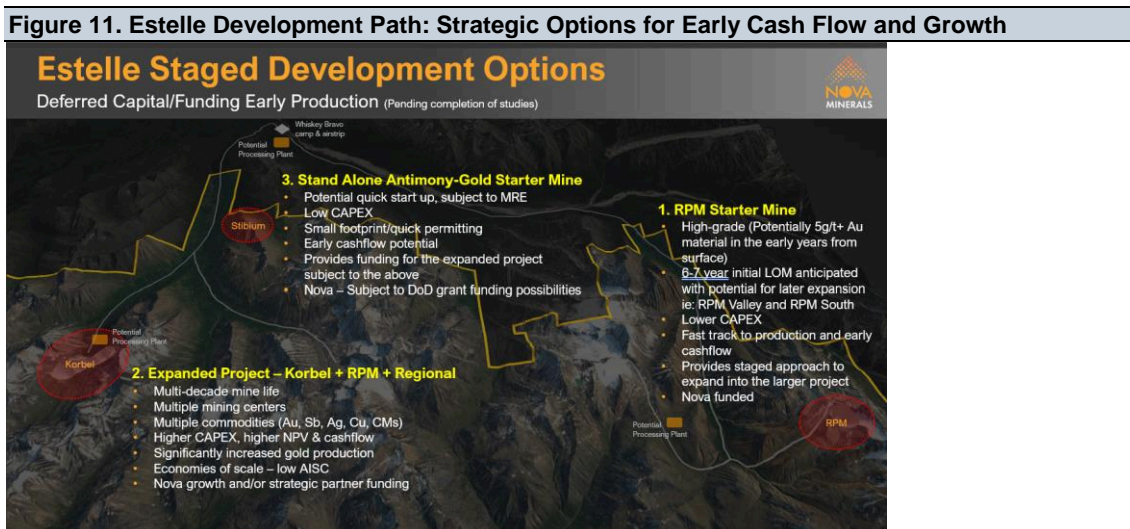 Figure 11. Estelle Development Path: Strategic Options for Early Cash Flow and Growth
Estelle Staged Development Options
Deferred Capital/Funding Early Production (Pending completion of studies)
NOVA
MINERALS
Whiskey Bravo
camp & airstrip
Potential
Processing Plant
3. Stand Alone Antimony-Gold Starter Mine
• Potential quick start up, subject to MRE
• Low CAPEX
• Small footprint/quick permitting
• Early cashflow potential
• Provides funding for the expanded project
subject to the above
• Nova – Subject to DoD grant funding possibilities
Stibium
1. RPM Starter Mine
• High-grade (Potentially 5g/t+ Au
material in the early years from
surface)
• 6-7 year initial LOM anticipated
with potential for later expansion
ie: RPM Valley and RPM South
• Lower CAPEX
• Fast track to production and early
cashflow
• Provides staged approach to
expand into the larger project
• Nova funded
Potential
Processing Plant
Korbel
2. Expanded Project – Korbel + RPM + Regional
• Multi-decade mine life
• Multiple mining centers
• Multiple commodities (Au, Sb, Ag, Cu, CMs)
• Higher CAPEX, higher NPV & cashflow
• Significantly increased gold production
• Economies of scale – low AISC
• Nova growth and/or strategic partner funding
Potential
Processing Plant
RPM